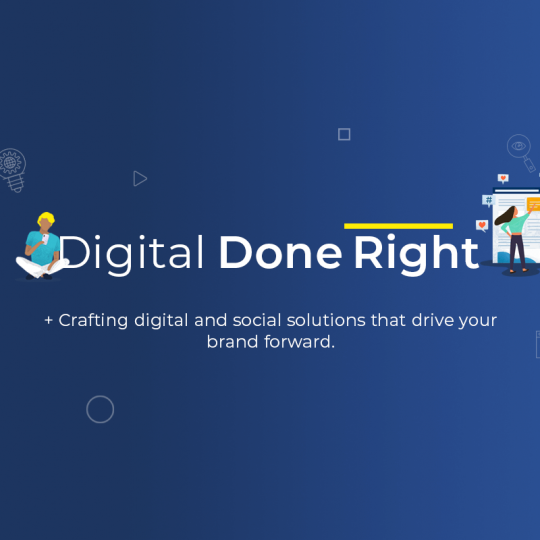 Digital Done Right
+ Crafting digital and social solutions that drive your
brand forward.